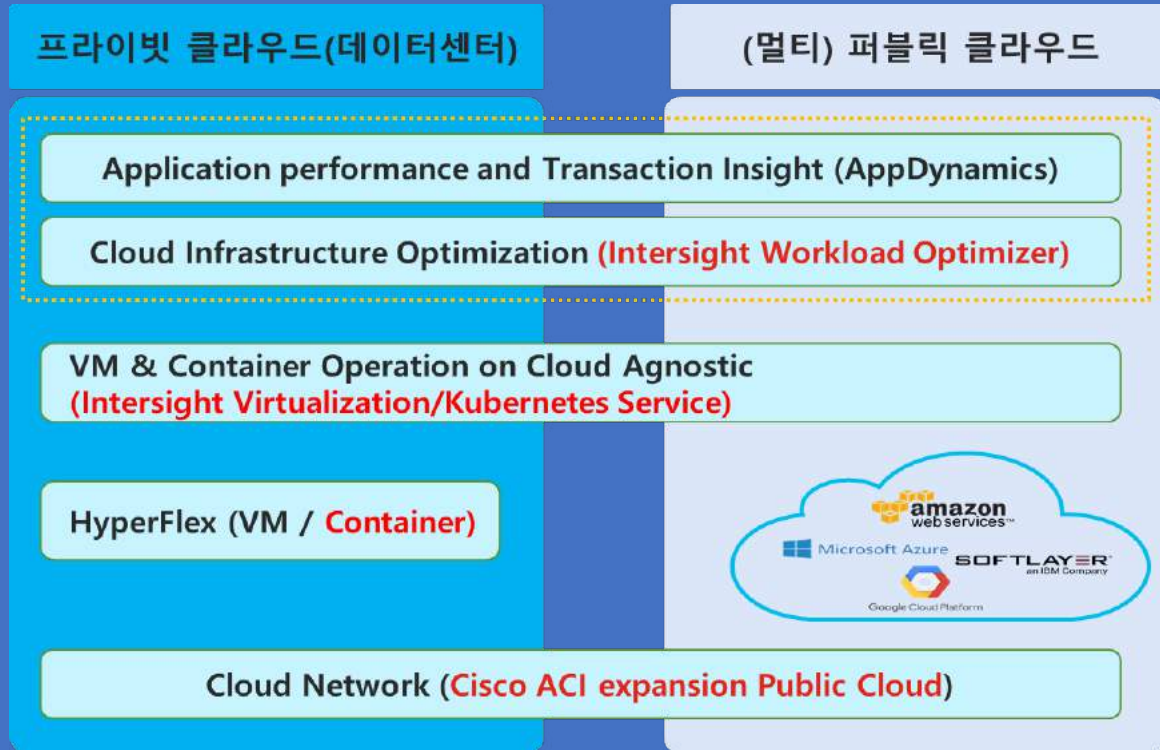 프라이빗 클라우드(데이터센터)
(멀티) 퍼블릭 클라우드
Application performance and Transaction Insight (AppDynamics)
Cloud Infrastructure Optimization (Intersight Workload Optimizer)
VM & Container Operation on Cloud Agnostic
(Intersight Virtualization/Kubernetes Service)
HyperFlex (VM / Container)
amazon
webservices™
Microsoft Azure
SOFTLAYER
an IBM Company
Google Cloud Platform
Cloud Network (Cisco ACI expansion Public Cloud)